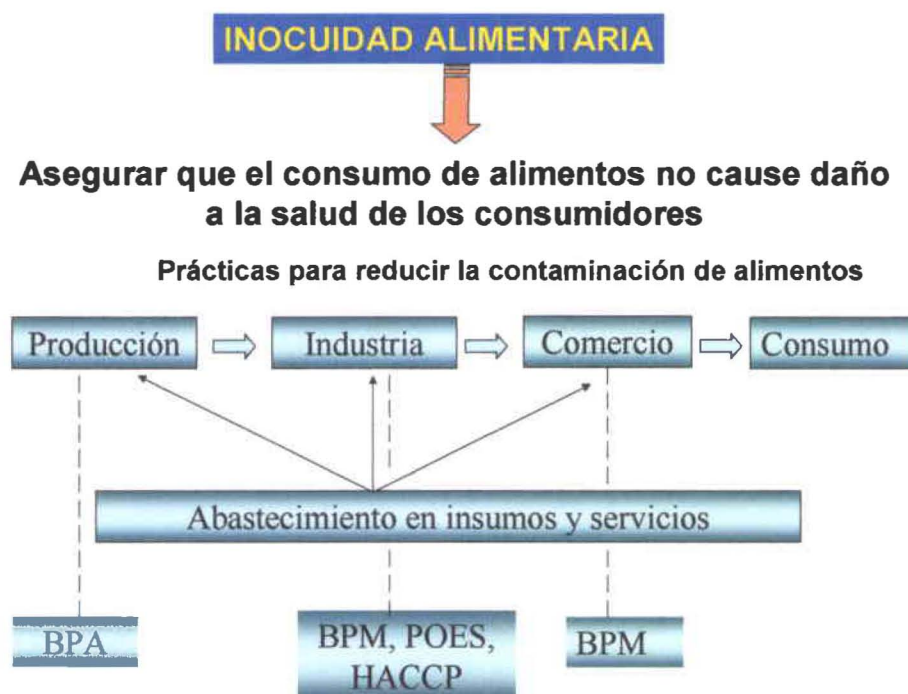 INOCUIDAD ALIMENTARIA
Asegurar que el consumo de alimentos no cause daño
a la salud de los consumidores
Prácticas para reducir la contaminación de alimentos
Producción
Industria
Comercio
Consumo
Abastecimiento en insumos y servicios
BPA
BPM, POES,
HACCP
BPM